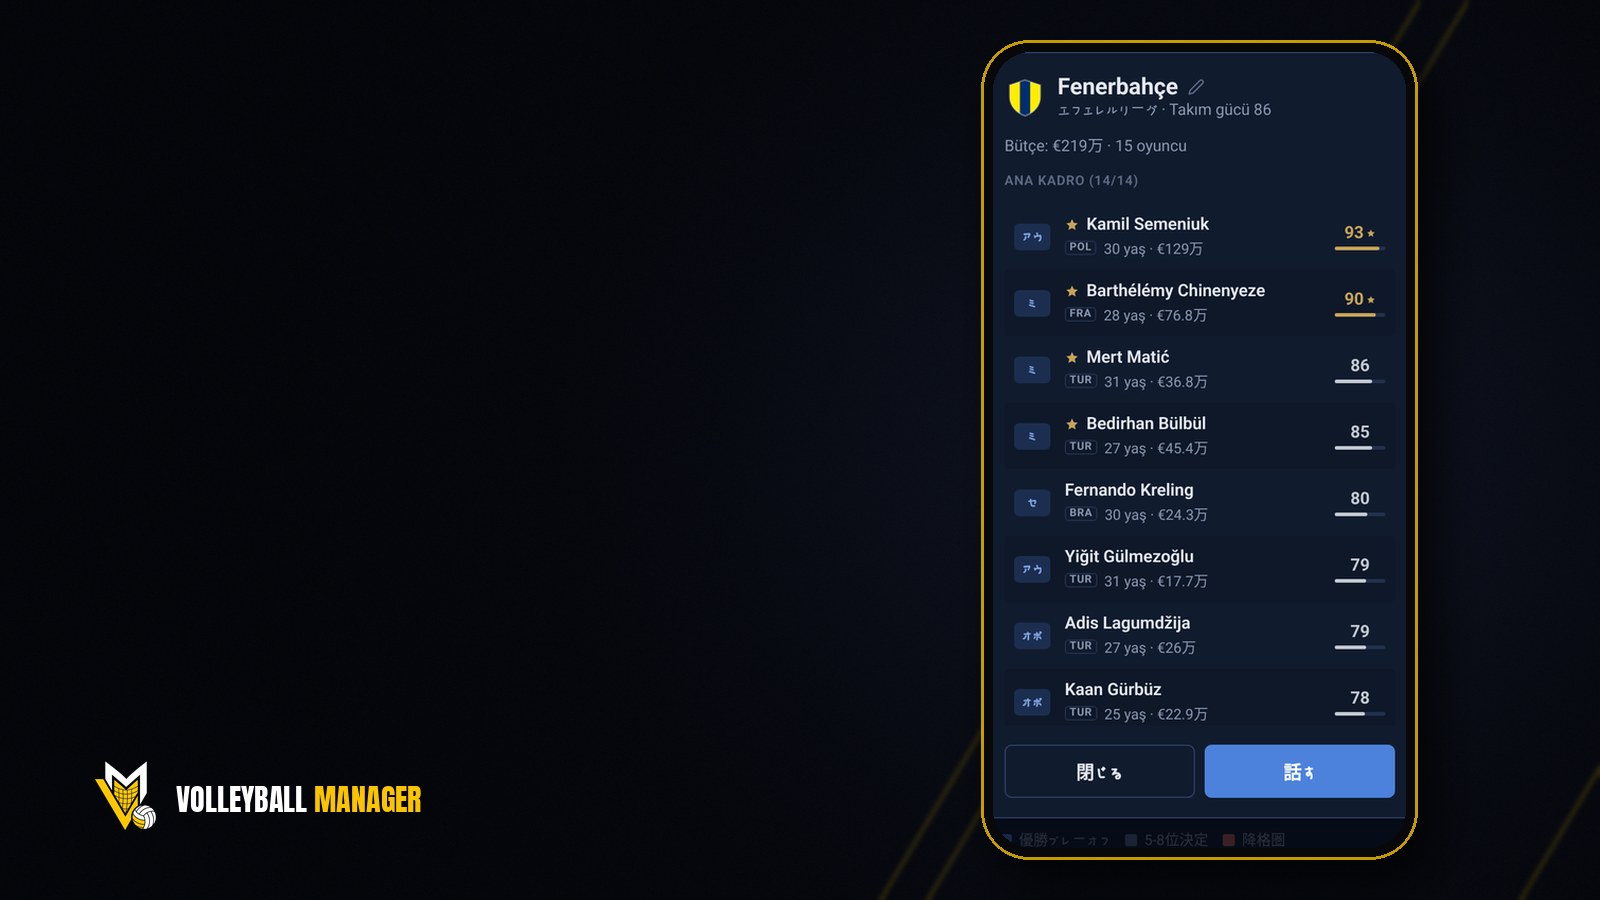 Fenerbahçe
エフェレルリーグ · Takım gücü 86
Bütçe: €219万 · 15 oyuncu
ANA KADRO (14/14)
アウ
Kamil Semeniuk
POL 30 yaş · €129万
93
ミ
Barthélémy Chinenyeze
FRA 28 yaş · €76.8万
90
ミ
Mert Matić
TUR 31 yaş · €36.8万
86
ミ
Bedirhan Bülbül
TUR 27 yaş · €45.4万
85
セ
Fernando Kreling
BRA 30 yaş · €24.3万
80
アウ
Yiğit Gülmezoğlu
TUR 31 yaş · €17.7万
79
オポ
Adis Lagumdžija
TUR 27 yaş · €26万
79
オポ
Kaan Gürbüz
TUR 25 yaş · €22.9万
78
閉じる
話す
優勝プレーオフ 5-8位決定 降格圏
VOLLEYBALL MANAGER